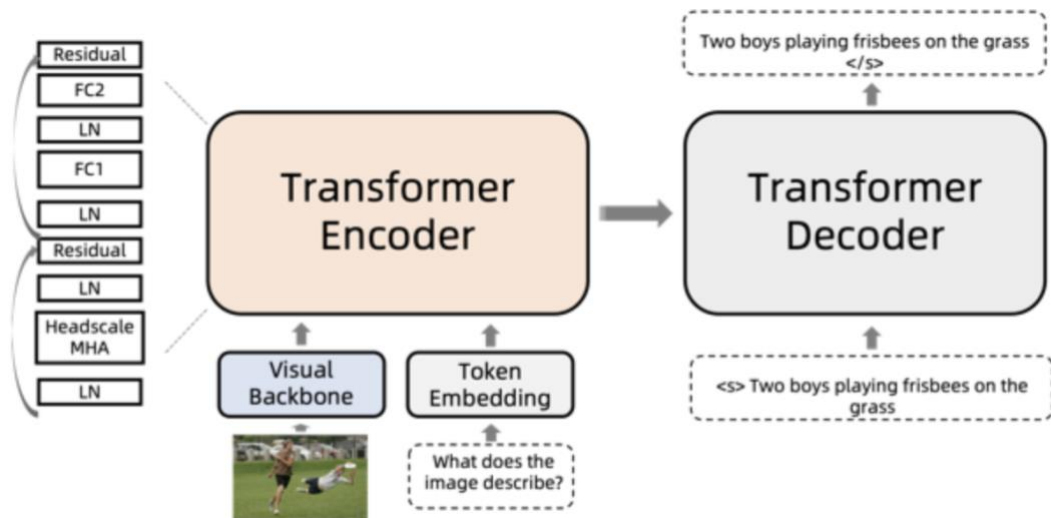 Residual
FC2
LN
FC1
LN
Residual
LN
Headscale
MHA
LN
Transformer
Encoder
Visual
Backbone
Token
Embedding
What does the
image describe?
Two boys playing frisbees on the grass
</s>
Transformer
Decoder
<s> Two boys playing frisbees on the
grass